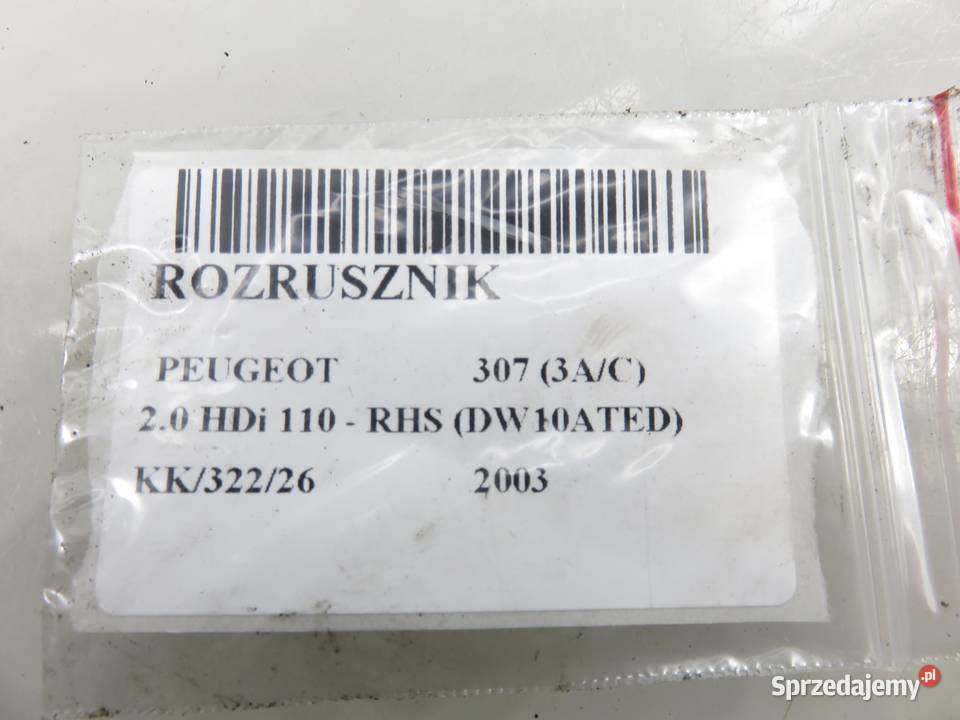 ROZRUSZNIK
PEUGEOT 307 (3A/C)
2.0 HDi 110 - RHS (DW10ATED)
KK/322/26 2003
Sprzedajemy.pl